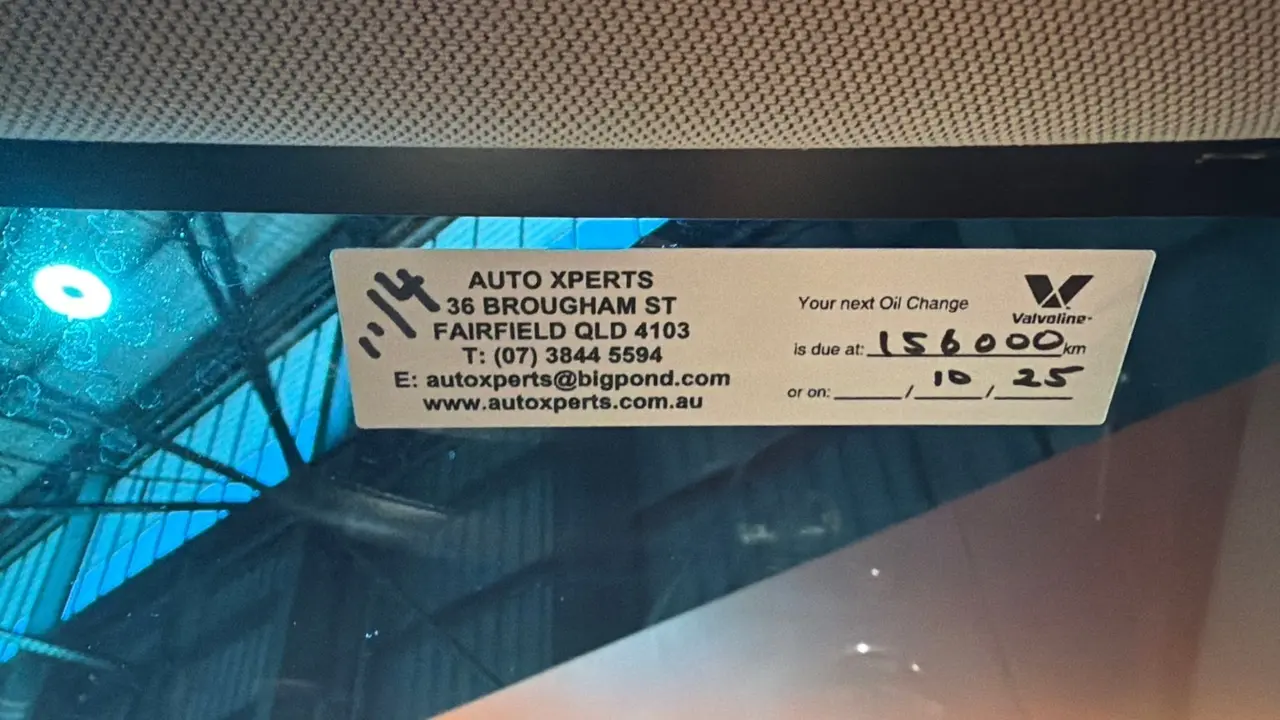 AUTO XPERTS
36 BROUGHAM ST
FAIRFIELD QLD 4103
T: (07) 3844 5594
E: autoxperts@bigpond.com
www.autoxperts.com.au
Valvoline
Your next Oil Change
is due at: 156000 km
or on: / 10 / 25